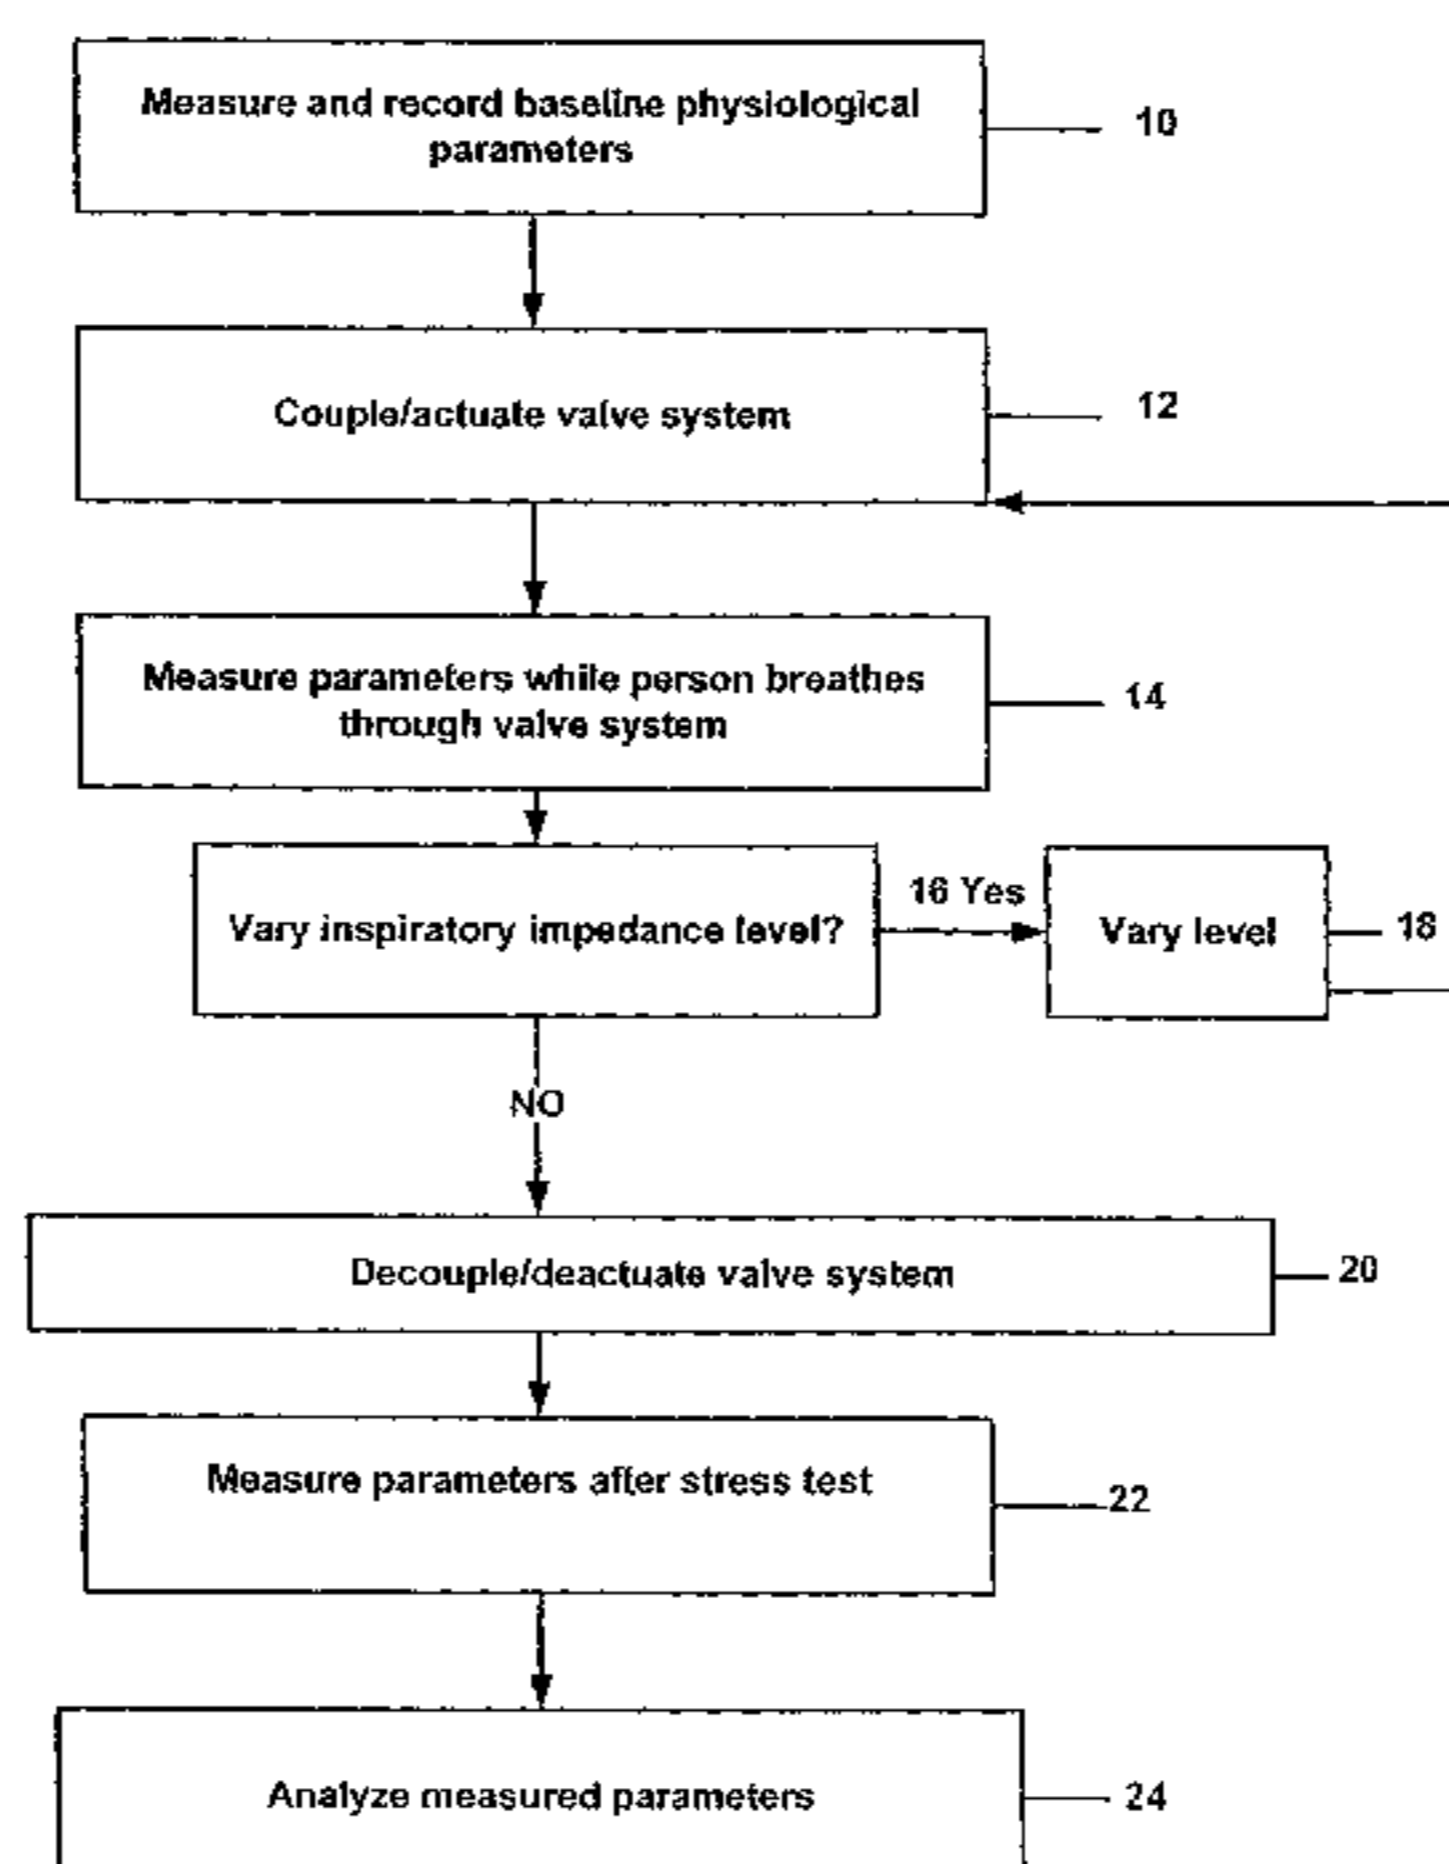 Measure and record baseline physiological
parameters
10
Couple/actuate valve system
12
Measure parameters while person breathes
through valve system
14
Vary inspiratory impedance level?
16 Yes
Vary level
18
NO
Decouple/deactuate valve system
20
Measure parameters after stress test
22
Analyze measured parameters
24